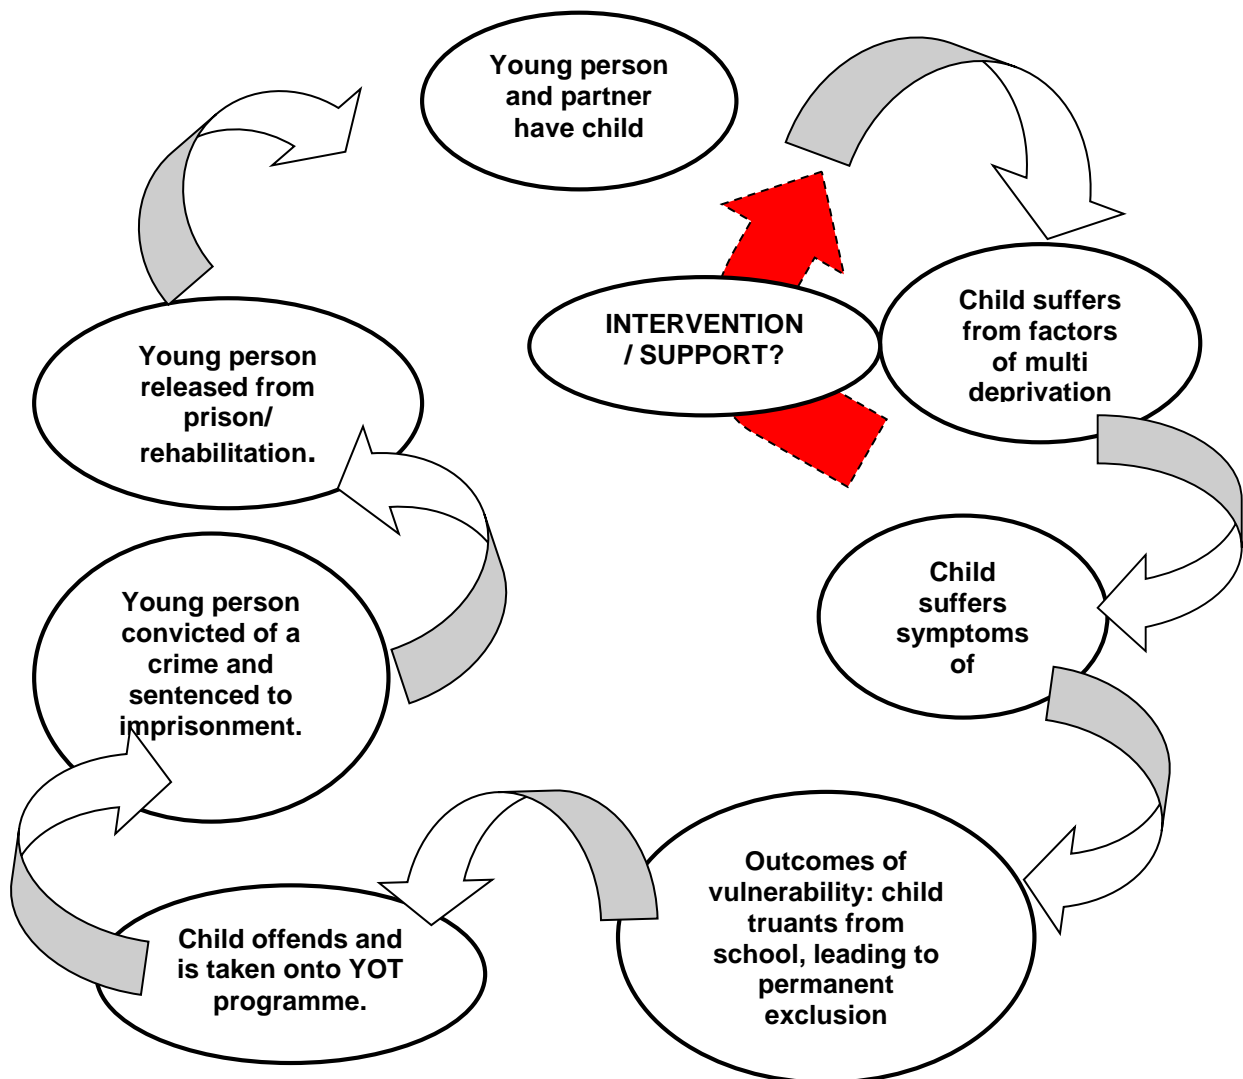 Young person
and partner
have child
INTERVENTION
/ SUPPORT?
Child suffers
from factors
of multi
deprivation
Child
suffers
symptoms
of
Outcomes of
vulnerability: child
truants from
school, leading to
permanent
exclusion
Child offends and
is taken onto YOT
programme.
Young person
convicted of a
crime and
sentenced to
imprisonment.
Young person
released from
prison/
rehabilitation.